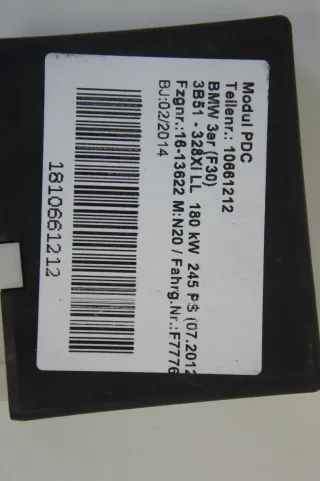 Modul PDC
Teilenr.: 10661212
BMW 3er (F30)
3B51 - 328XI LL 180 kW 245 PS (07.2012
Fzgnr.:16-13622 M:N20 / Fahrg.Nr.:F7776
BJ:02/2014
1810661212